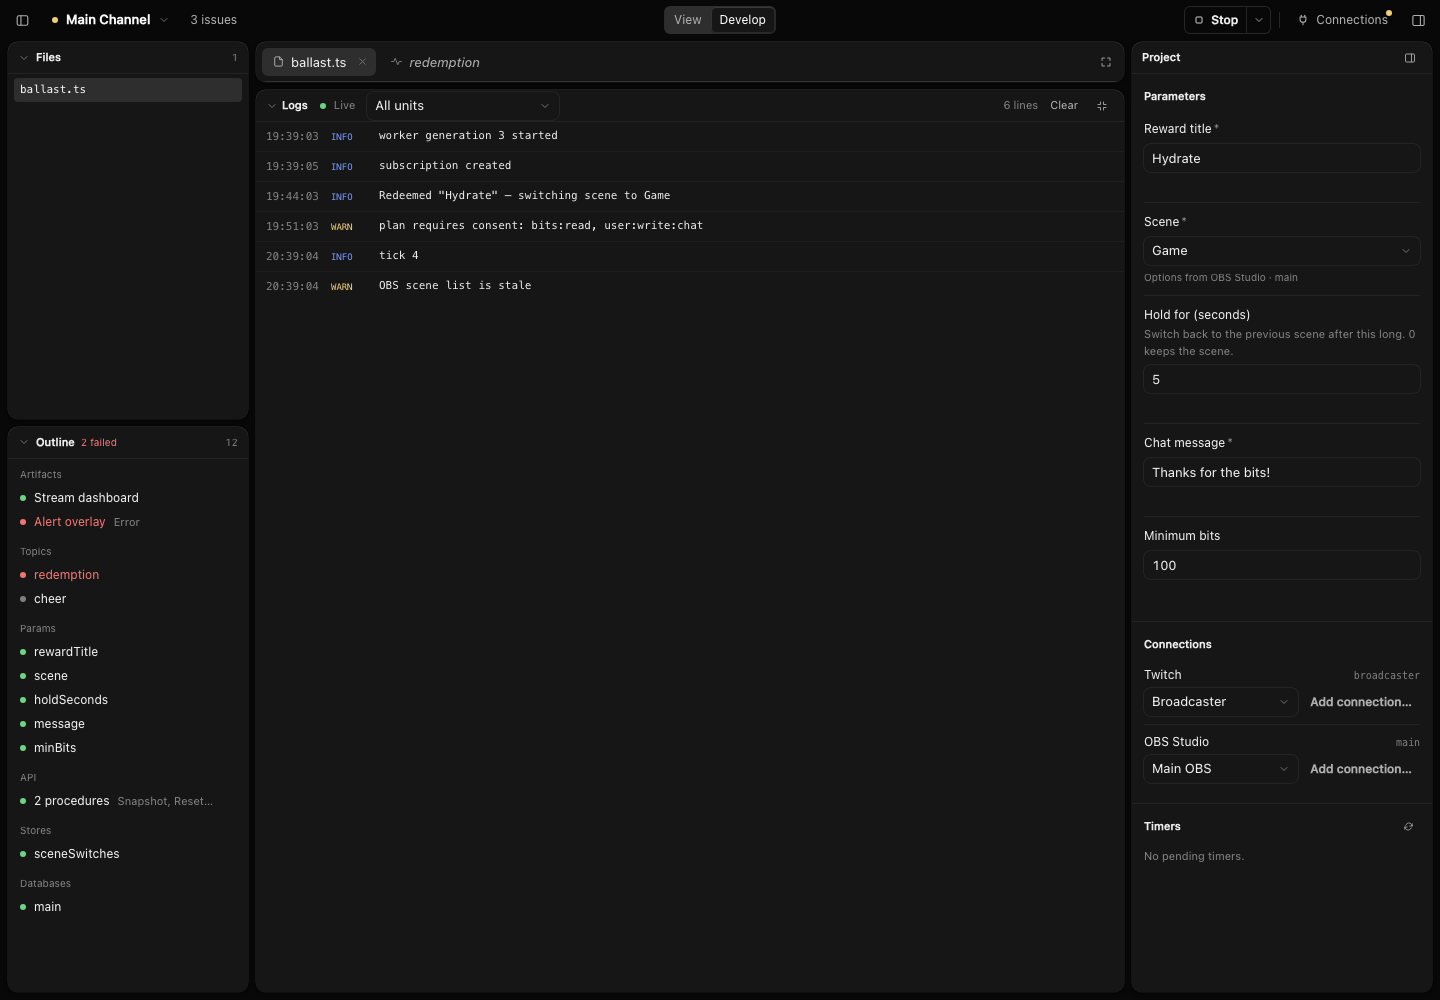 Main Channel
3 issues
View
Develop
Stop
Connections
Files
1
ballast.ts
Outline
2 failed
12
Artifacts
Stream dashboard
Alert overlay
Error
Topics
redemption
cheer
Params
rewardTitle
scene
holdSeconds
message
minBits
API
2 procedures
Snapshot, Reset…
Stores
sceneSwitches
Databases
main
ballast.ts
redemption
Logs
Live
All units
6 lines
Clear
19:39:03 INFO worker generation 3 started
19:39:05 INFO subscription created
19:44:03 INFO Redeemed "Hydrate" — switching scene to Game
19:51:03 WARN plan requires consent: bits:read, user:write:chat
20:39:04 INFO tick 4
20:39:04 WARN OBS scene list is stale
Project
Parameters
Reward title *
Hydrate
Scene *
Game
Options from OBS Studio · main
Hold for (seconds)
Switch back to the previous scene after this long. 0
keeps the scene.
5
Chat message *
Thanks for the bits!
Minimum bits
100
Connections
Twitch
broadcaster
Broadcaster
Add connection…
OBS Studio
main
Main OBS
Add connection…
Timers
No pending timers.